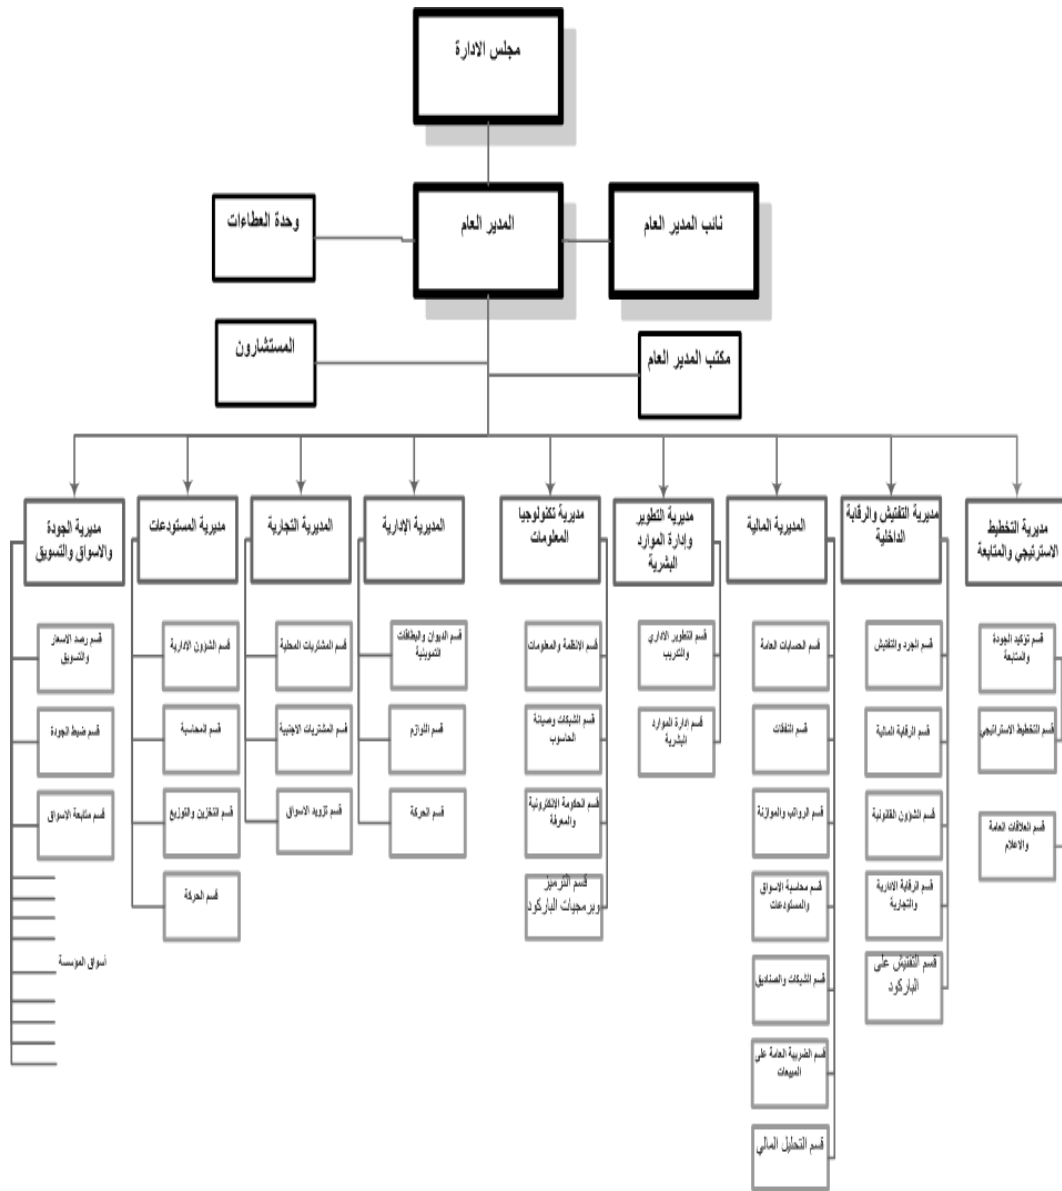 مجلس الادارة
نائب المدير العام
المدير العام
وحدة العطاءات
مكتب المدير العام
المستشارون
مديرية التخطيط
الاسترتيجي والمتابعة
مديرية التفتيش والرقابة
الداخلية
المديرية المالية
مديرية التطوير
وإدارة الموارد
البشرية
مديرية تكنولوجيا
المعلومات
المديرية الادارية
المديرية التجارية
مديرية المستودعات
مديرية الجودة
والاسواق والتسويق
قسم توكيد الجودة
والمتابعة
قسم التخطيط الاستراتيجي
قسم العلاقات العامة
والاعلام
قسم الجرد والتفتيش
قسم الرقابة المالية
قسم الشؤون القانونية
قسم الرقابة الادارية
والتجارية
قسم التفتيش على
الباركود
قسم الحسابات العامة
قسم النفقات
قسم الرواتب والموازنة
قسم محاسبة الاسواق
والمستودعات
قسم الشيكات والصناديق
قسم الضريبة العامة على
المبيعات
قسم التحليل المالي
قسم التطوير الاداري
والتدريب
قسم ادارة الموارد
البشرية
قسم الانظمة والمعلومات
قسم الشبكات وصيانة
الحاسوب
قسم الحكومة الالكترونية
والمعرفة
قسم الترميز
وبرمجيات الباركود
قسم الديوان والبطاقات
التموينية
قسم اللوازم
قسم الحركة
قسم المشتريات المحلية
قسم المشتريات الاجنبية
قسم تزويد الاسواق
قسم الشؤون الادارية
قسم المحاسبة
قسم التخزين والتوزيع
قسم الحركة
قسم رصد الاسعار
والتسويق
قسم ضبط الجودة
قسم متابعة الاسواق
أسواق المؤسسة